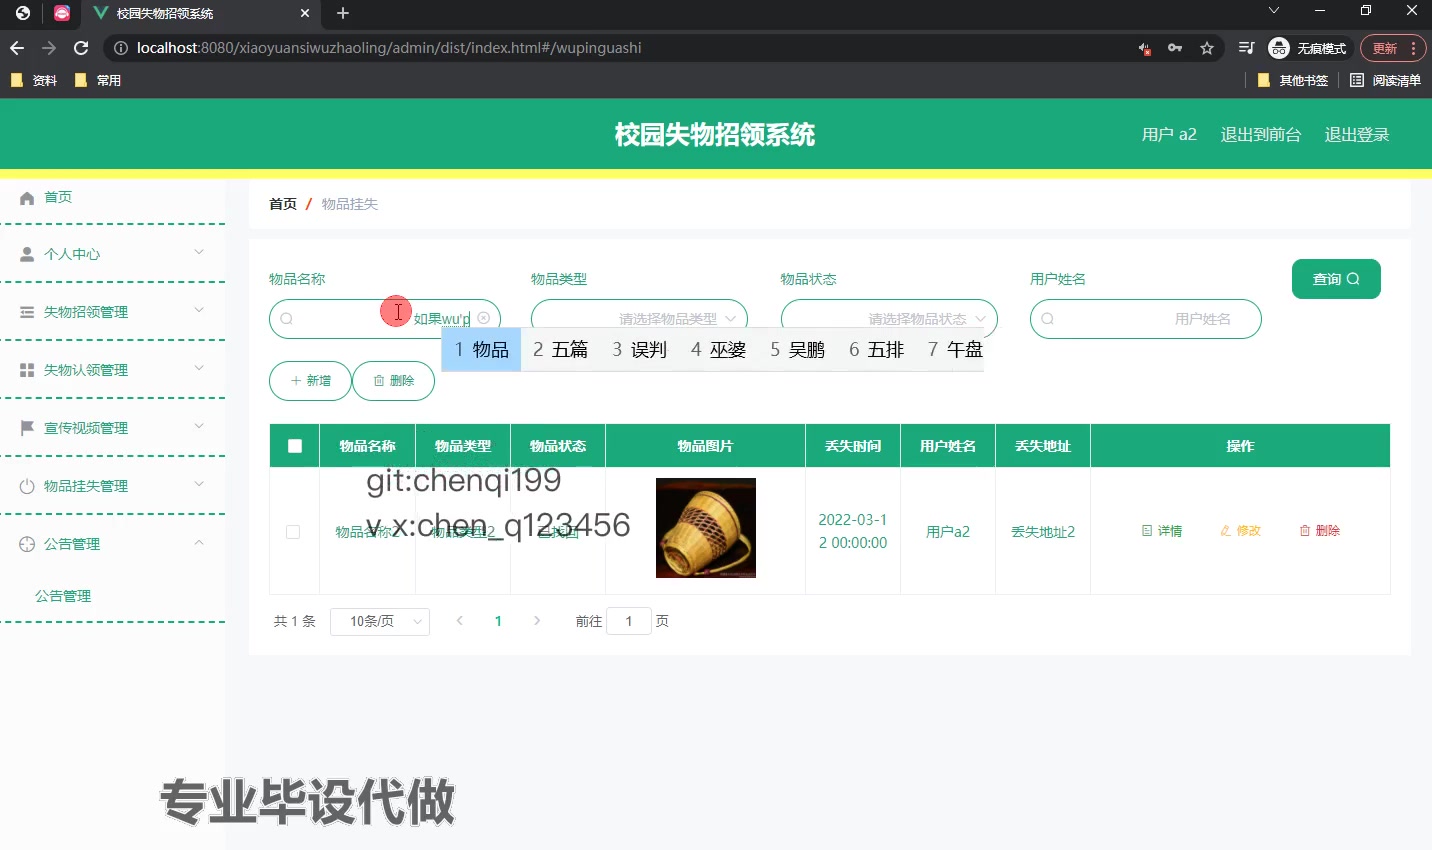 校园失物招领系统
localhost:8080/xiaoyuansiwuzhaoling/admin/dist/index.html#/wupinguashi
无痕模式
更新
资料
常用
其他书签
阅读清单
校园失物招领系统
用户 a2
退出到前台
退出登录
首页
个人中心
失物招领管理
失物认领管理
宣传视频管理
物品挂失管理
公告管理
公告管理
首页 / 物品挂失
物品名称
物品类型
物品状态
用户姓名
查询
如果wu'p
请选择物品类型
请选择物品状态
用户姓名
1 物品 2 五篇 3 误判 4 巫婆 5 吴鹏 6 五排 7 午盘
新增
删除
物品名称 物品类型 物品状态 物品图片 丢失时间 用户姓名 丢失地址 操作
git:chenqi199
v x:chen_q123456
物品名称2 物品类型2 已找回 2022-03-1
2 00:00:00 用户a2 丢失地址2 详情 修改 删除
共 1 条 10条/页 1 前往 1 页
专业毕设代做